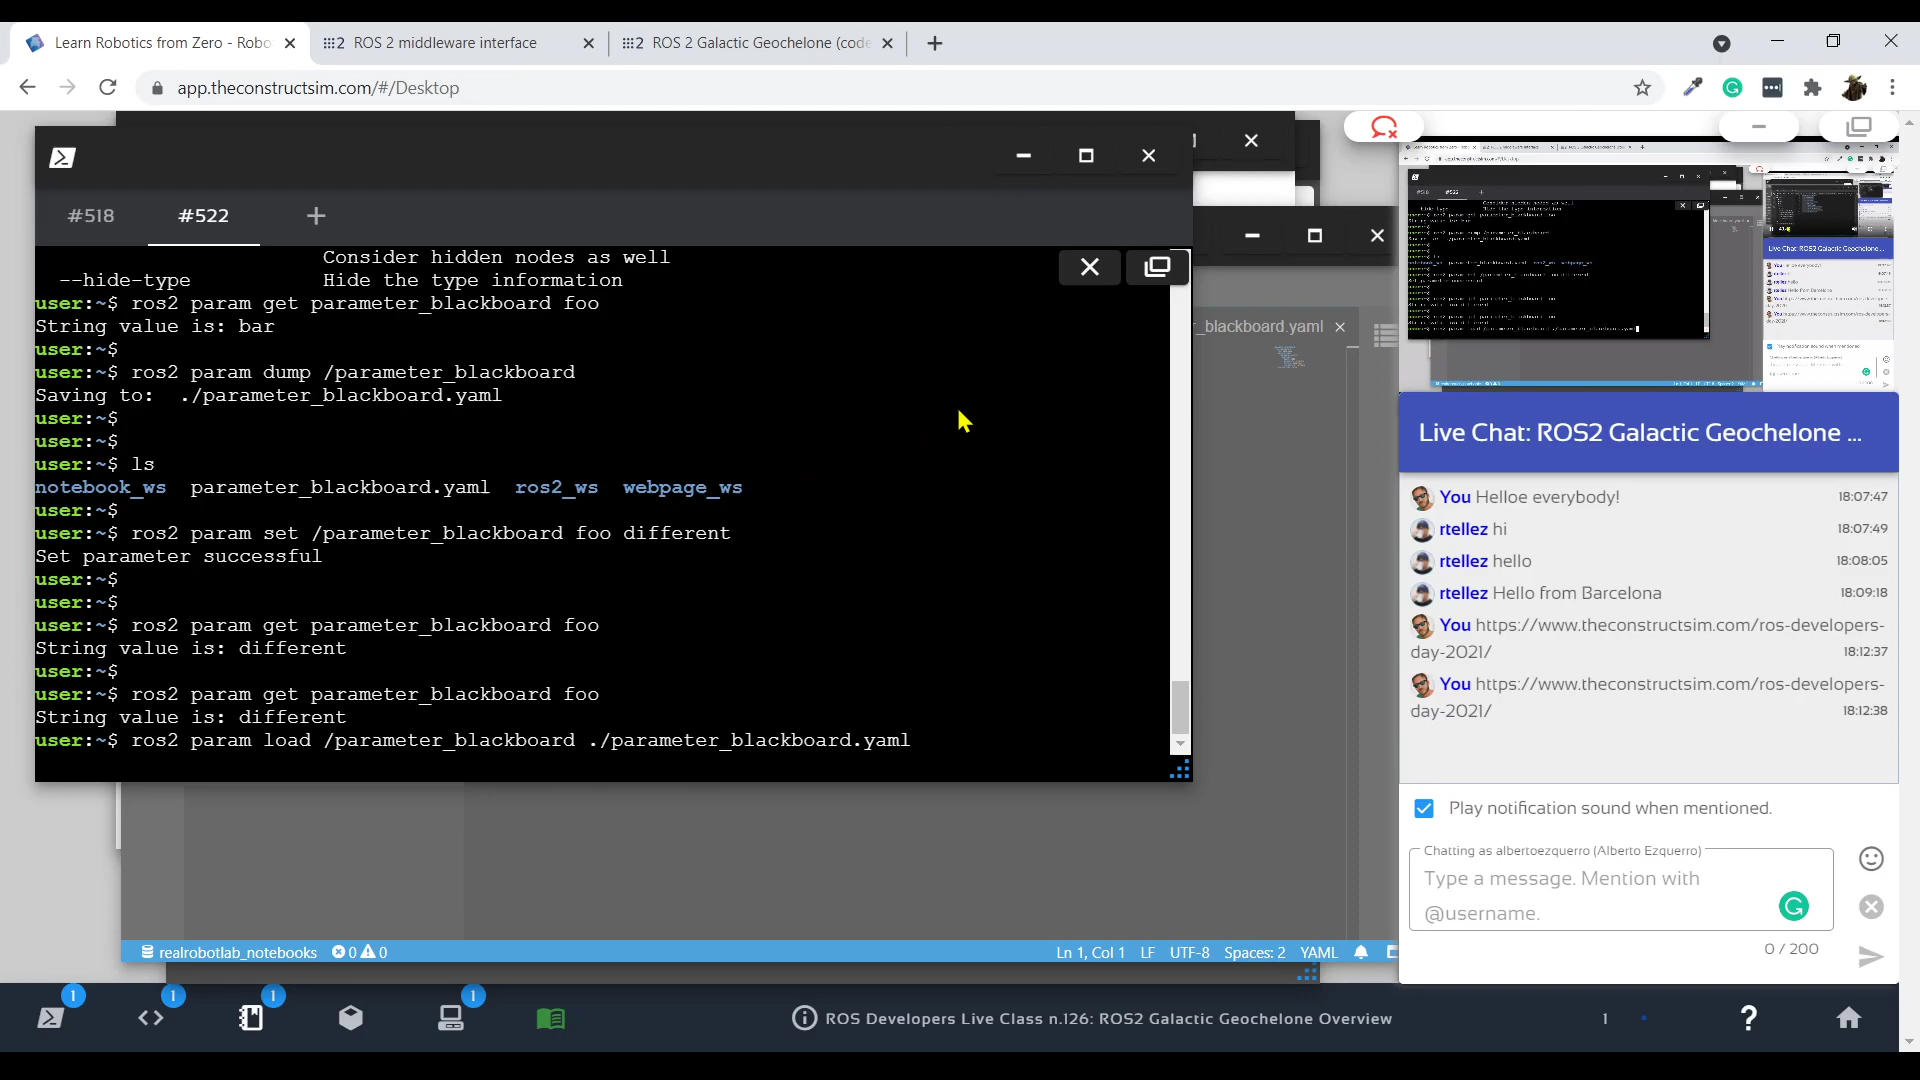 Learn Robotics from Zero - Robo
ROS 2 middleware interface
ROS 2 Galactic Geochelone (code
app.theconstructsim.com/#/Desktop
#518
#522
Consider hidden nodes as well
--hide-type Hide the type information
user:~$ ros2 param get parameter_blackboard foo
String value is: bar
user:~$
user:~$ ros2 param dump /parameter_blackboard
Saving to: ./parameter_blackboard.yaml
user:~$
user:~$
user:~$ ls
notebook_ws parameter_blackboard.yaml ros2_ws webpage_ws
user:~$
user:~$ ros2 param set /parameter_blackboard foo different
Set parameter successful
user:~$
user:~$
user:~$ ros2 param get parameter_blackboard foo
String value is: different
user:~$
user:~$ ros2 param get parameter_blackboard foo
String value is: different
user:~$ ros2 param load /parameter_blackboard ./parameter_blackboard.yaml
_blackboard.yaml
realrobotlab_notebooks 0 0
Ln 1, Col 1 LF UTF-8 Spaces: 2 YAML
Live Chat: ROS2 Galactic Geochelone ...
You Helloe everybody! 18:07:47
rtellez hi 18:07:49
rtellez hello 18:08:05
rtellez Hello from Barcelona 18:09:18
You https://www.theconstructsim.com/ros-developers-
day-2021/ 18:12:37
You https://www.theconstructsim.com/ros-developers-
day-2021/ 18:12:38
Play notification sound when mentioned.
Chatting as albertoezquerro (Alberto Ezquerro)
Type a message. Mention with
@username.
0 / 200
1
1
1
1
ROS Developers Live Class n.126: ROS2 Galactic Geochelone Overview
1
?